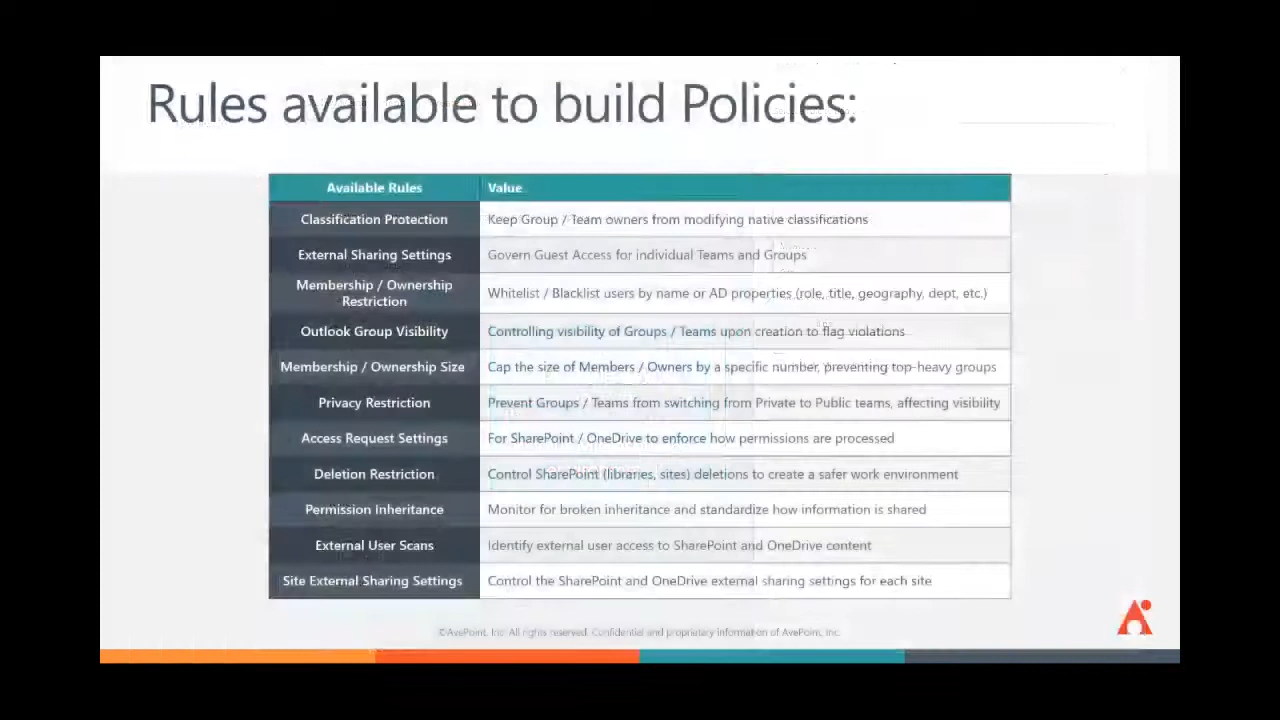 Rules available to build Policies:
Available Rules Value
Classification Protection Keep Group / Team owners from modifying native classifications
External Sharing Settings Govern Guest Access for individual Teams and Groups
Membership / Ownership
Restriction Whitelist / Blacklist users by name or AD properties (role, title, geography, dept, etc.)
Outlook Group Visibility Controlling visibility of Groups / Teams upon creation to flag violations
Membership / Ownership Size Cap the size of Members / Owners by a specific number, preventing top-heavy groups
Privacy Restriction Prevent Groups / Teams from switching from Private to Public teams, affecting visibility
Access Request Settings For SharePoint / OneDrive to enforce how permissions are processed
Deletion Restriction Control SharePoint (libraries, sites) deletions to create a safer work environment
Permission Inheritance Monitor for broken inheritance and standardize how information is shared
External User Scans Identify external user access to SharePoint and OneDrive content
Site External Sharing Settings Control the SharePoint and OneDrive external sharing settings for each site
©AvePoint, Inc. All rights reserved. Confidential and proprietary information of AvePoint, Inc.